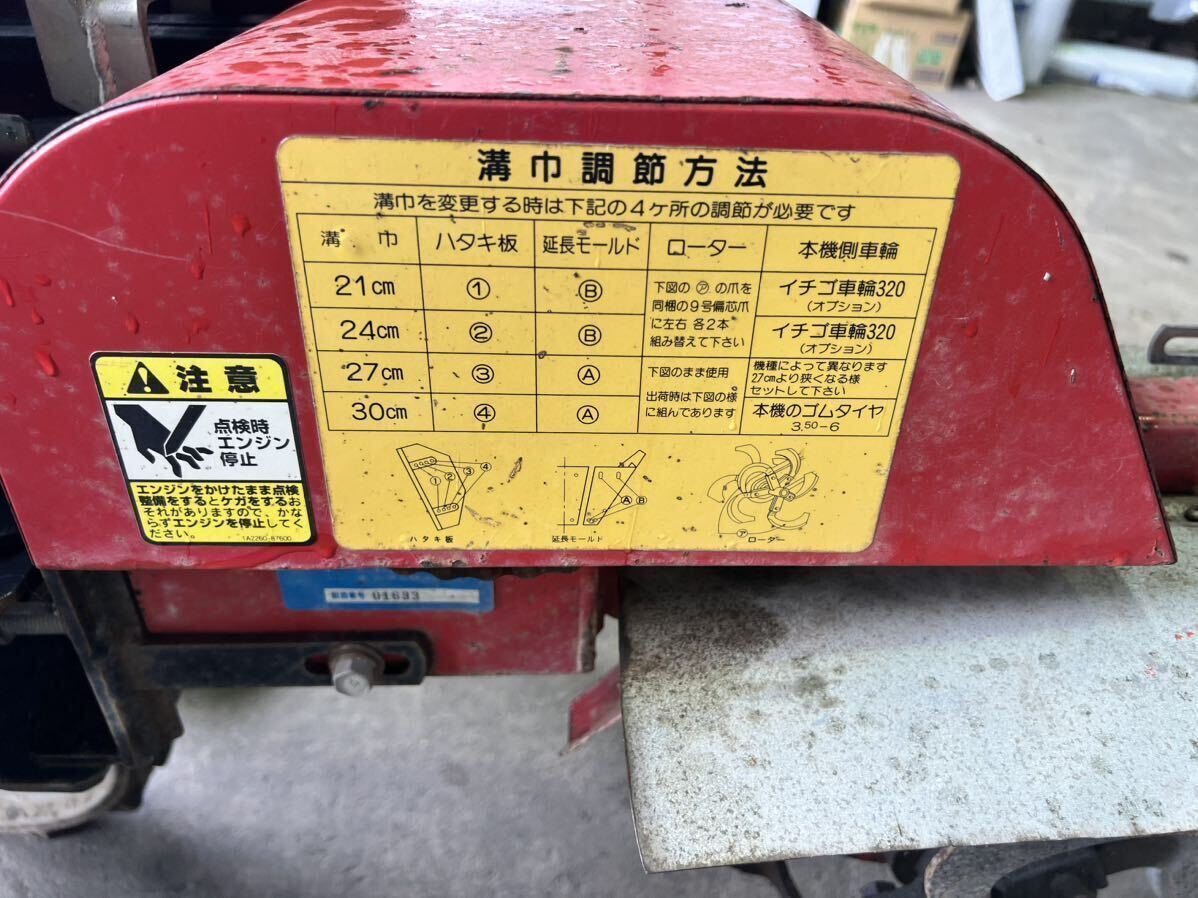 溝巾調節方法
溝巾を変更する時は下記の4ケ所の調節が必要です
溝 巾 ハタキ板 延長モールド ローター 本機側車輪
21cm ① Ⓑ 下図の㋐の爪を同梱の9号偏芯爪に左右 各2本組み替えて下さい イチゴ車輪320
(オプション)
24cm ② Ⓑ イチゴ車輪320
(オプション)
27cm ③ Ⓐ 下図のまま使用 機種によって異なります
27cmより狭くなる様
セットして下さい
30cm ④ Ⓐ 出荷時は下図の様
に組んであります 本機のゴムタイヤ
3.50-6
① ② ③ ④
Ⓐ Ⓑ
㋐
ハタキ板 延長モールド ローター
注意
点検時
エンジン
停止
エンジンをかけたまま点検
整備をするとケガをするお
それがありますので、かな
らずエンジンを停止してく
ださい。
1A2260-87600
01633